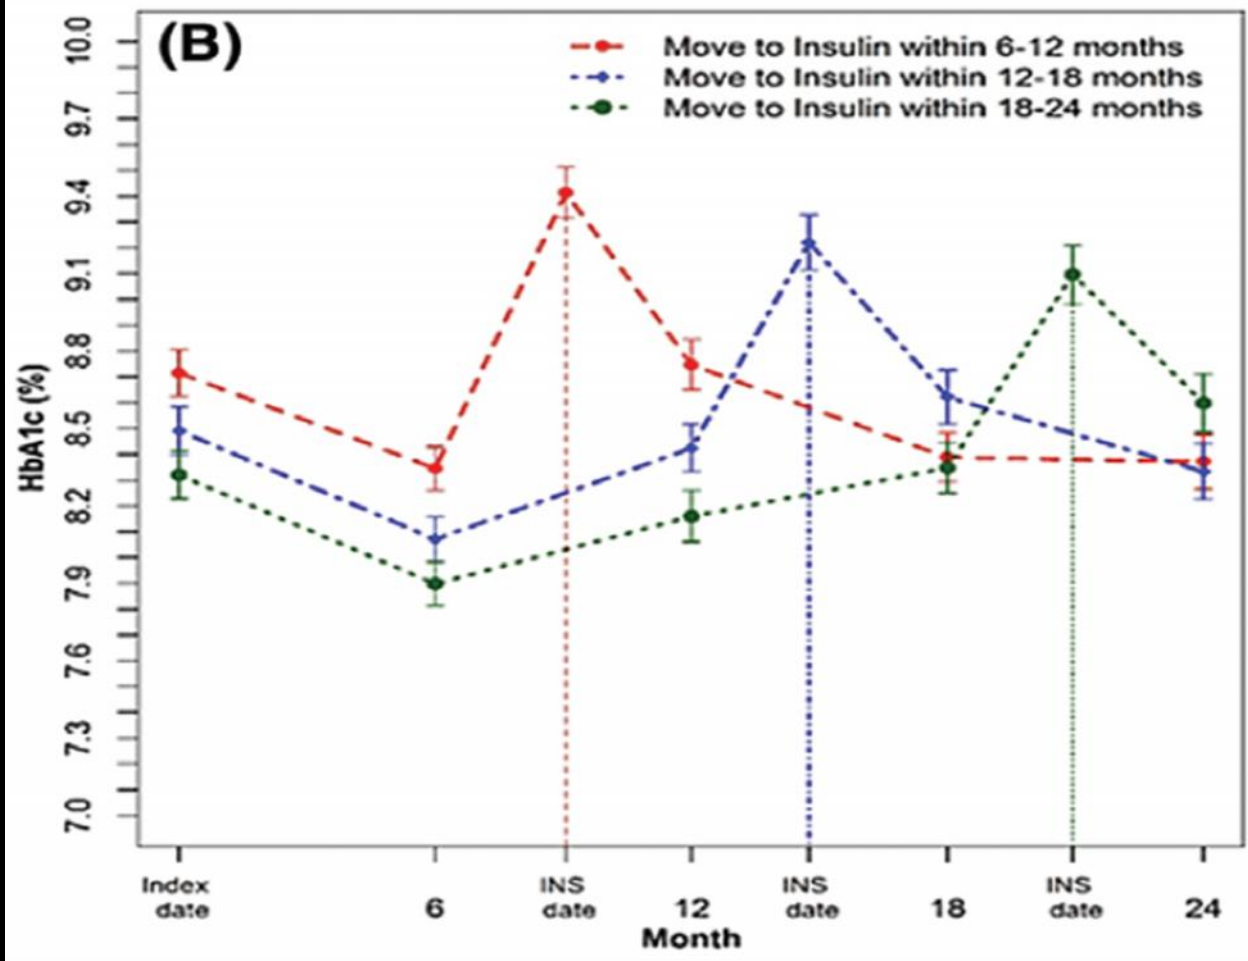 (B)
Move to Insulin within 6-12 months
Move to Insulin within 12-18 months
Move to Insulin within 18-24 months
HbA1c (%)
10.0
9.7
9.4
9.1
8.8
8.5
8.2
7.9
7.6
7.3
7.0
Index date
6
INS date
12
INS date
18
INS date
24
Month